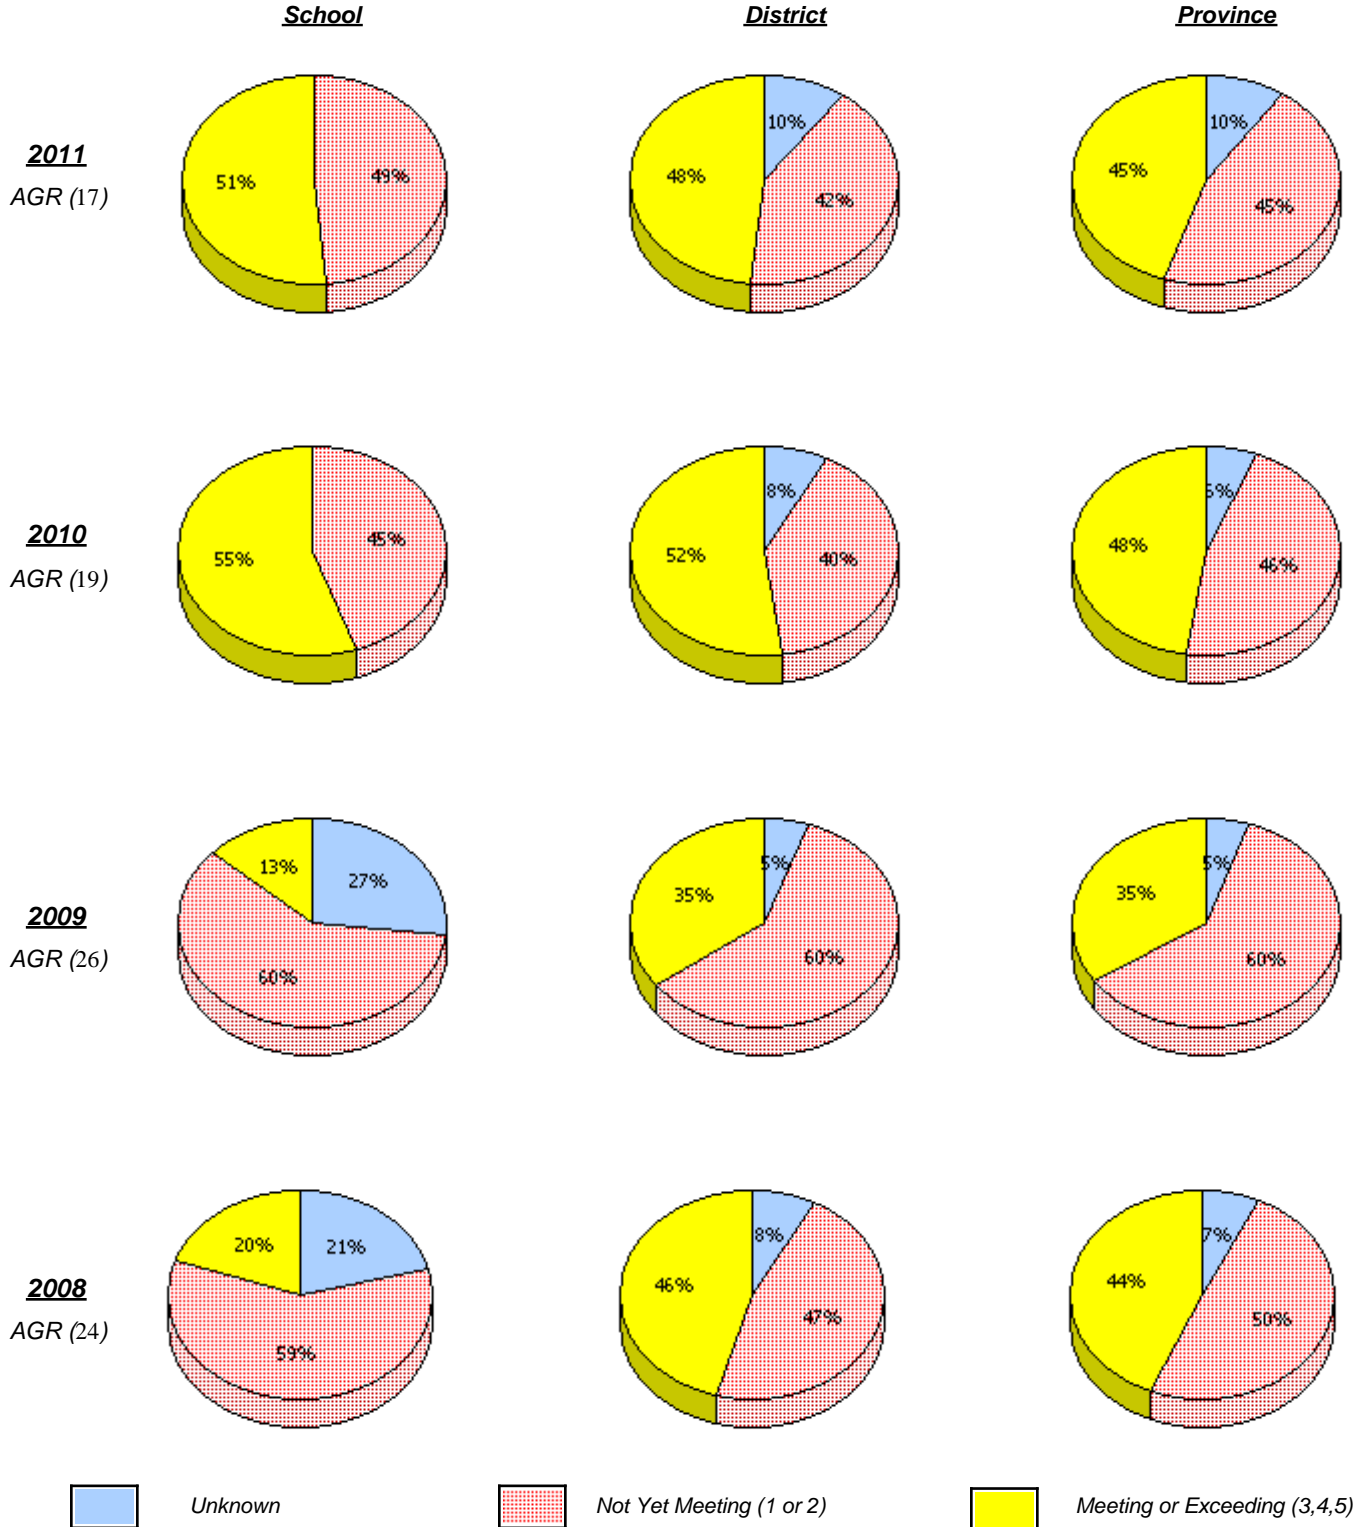 School District Province
2011
AGR (17)
51% 49% 48% 10% 42% 45% 10% 45%
2010
AGR (19)
55% 45% 52% 8% 40% 48% 46%
2009
AGR (26)
13% 27% 60% 35% 5% 60% 35% 5% 60%
2008
AGR (24)
20% 21% 59% 46% 8% 47% 44% 7% 50%
Unknown Not Yet Meeting (1 or 2) Meeting or Exceeding (3,4,5)